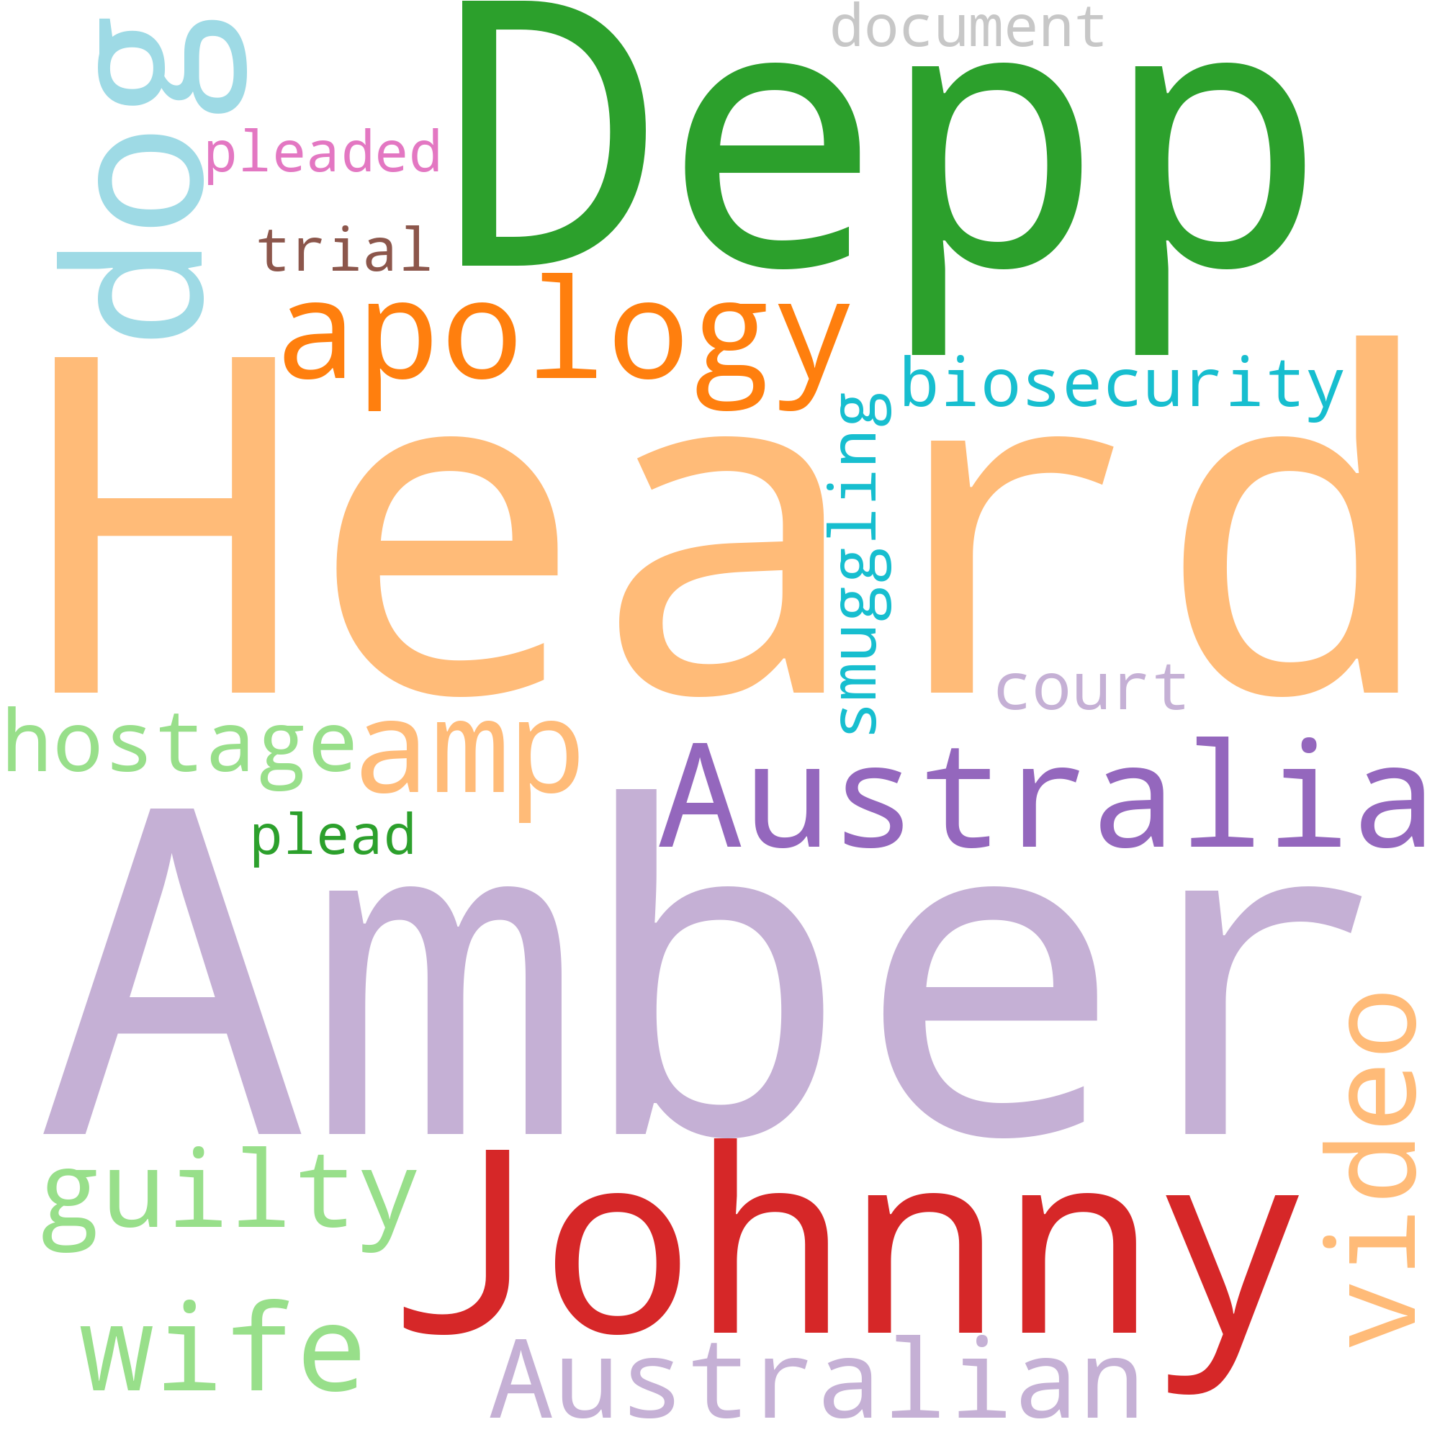 document
Depp
dog
pleaded
trial
apology
biosecurity
Heard
smuggling
court
hostage
amp
Australia
plead
Amber
video
guilty
Johnny
wife
Australian